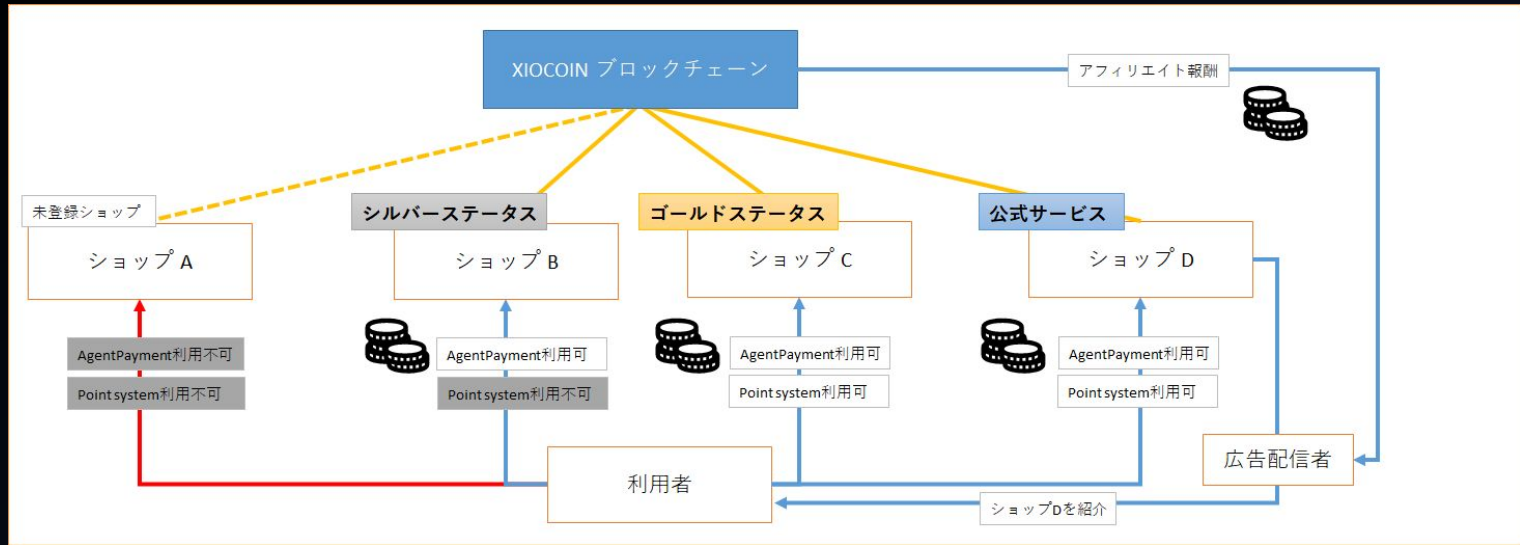 XIOCOIN ブロックチェーン
アフィリエイト報酬
未登録ショップ
シルバーステータス
ゴールドステータス
公式サービス
ショップ A
ショップ B
ショップ C
ショップ D
AgentPayment利用不可
AgentPayment利用可
AgentPayment利用可
AgentPayment利用可
Point system利用不可
Point system利用不可
Point system利用可
Point system利用可
利用者
広告配信者
ショップDを紹介